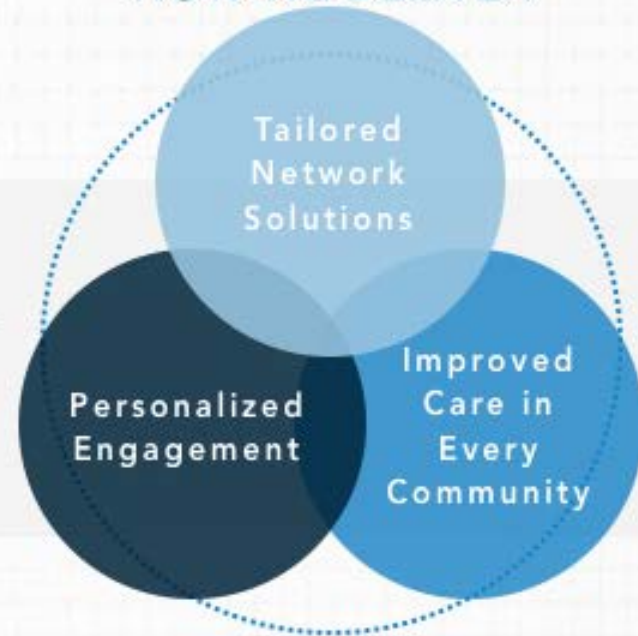 Tailored
Network
Solutions
Personalized
Engagement
Improved
Care in
Every
Community